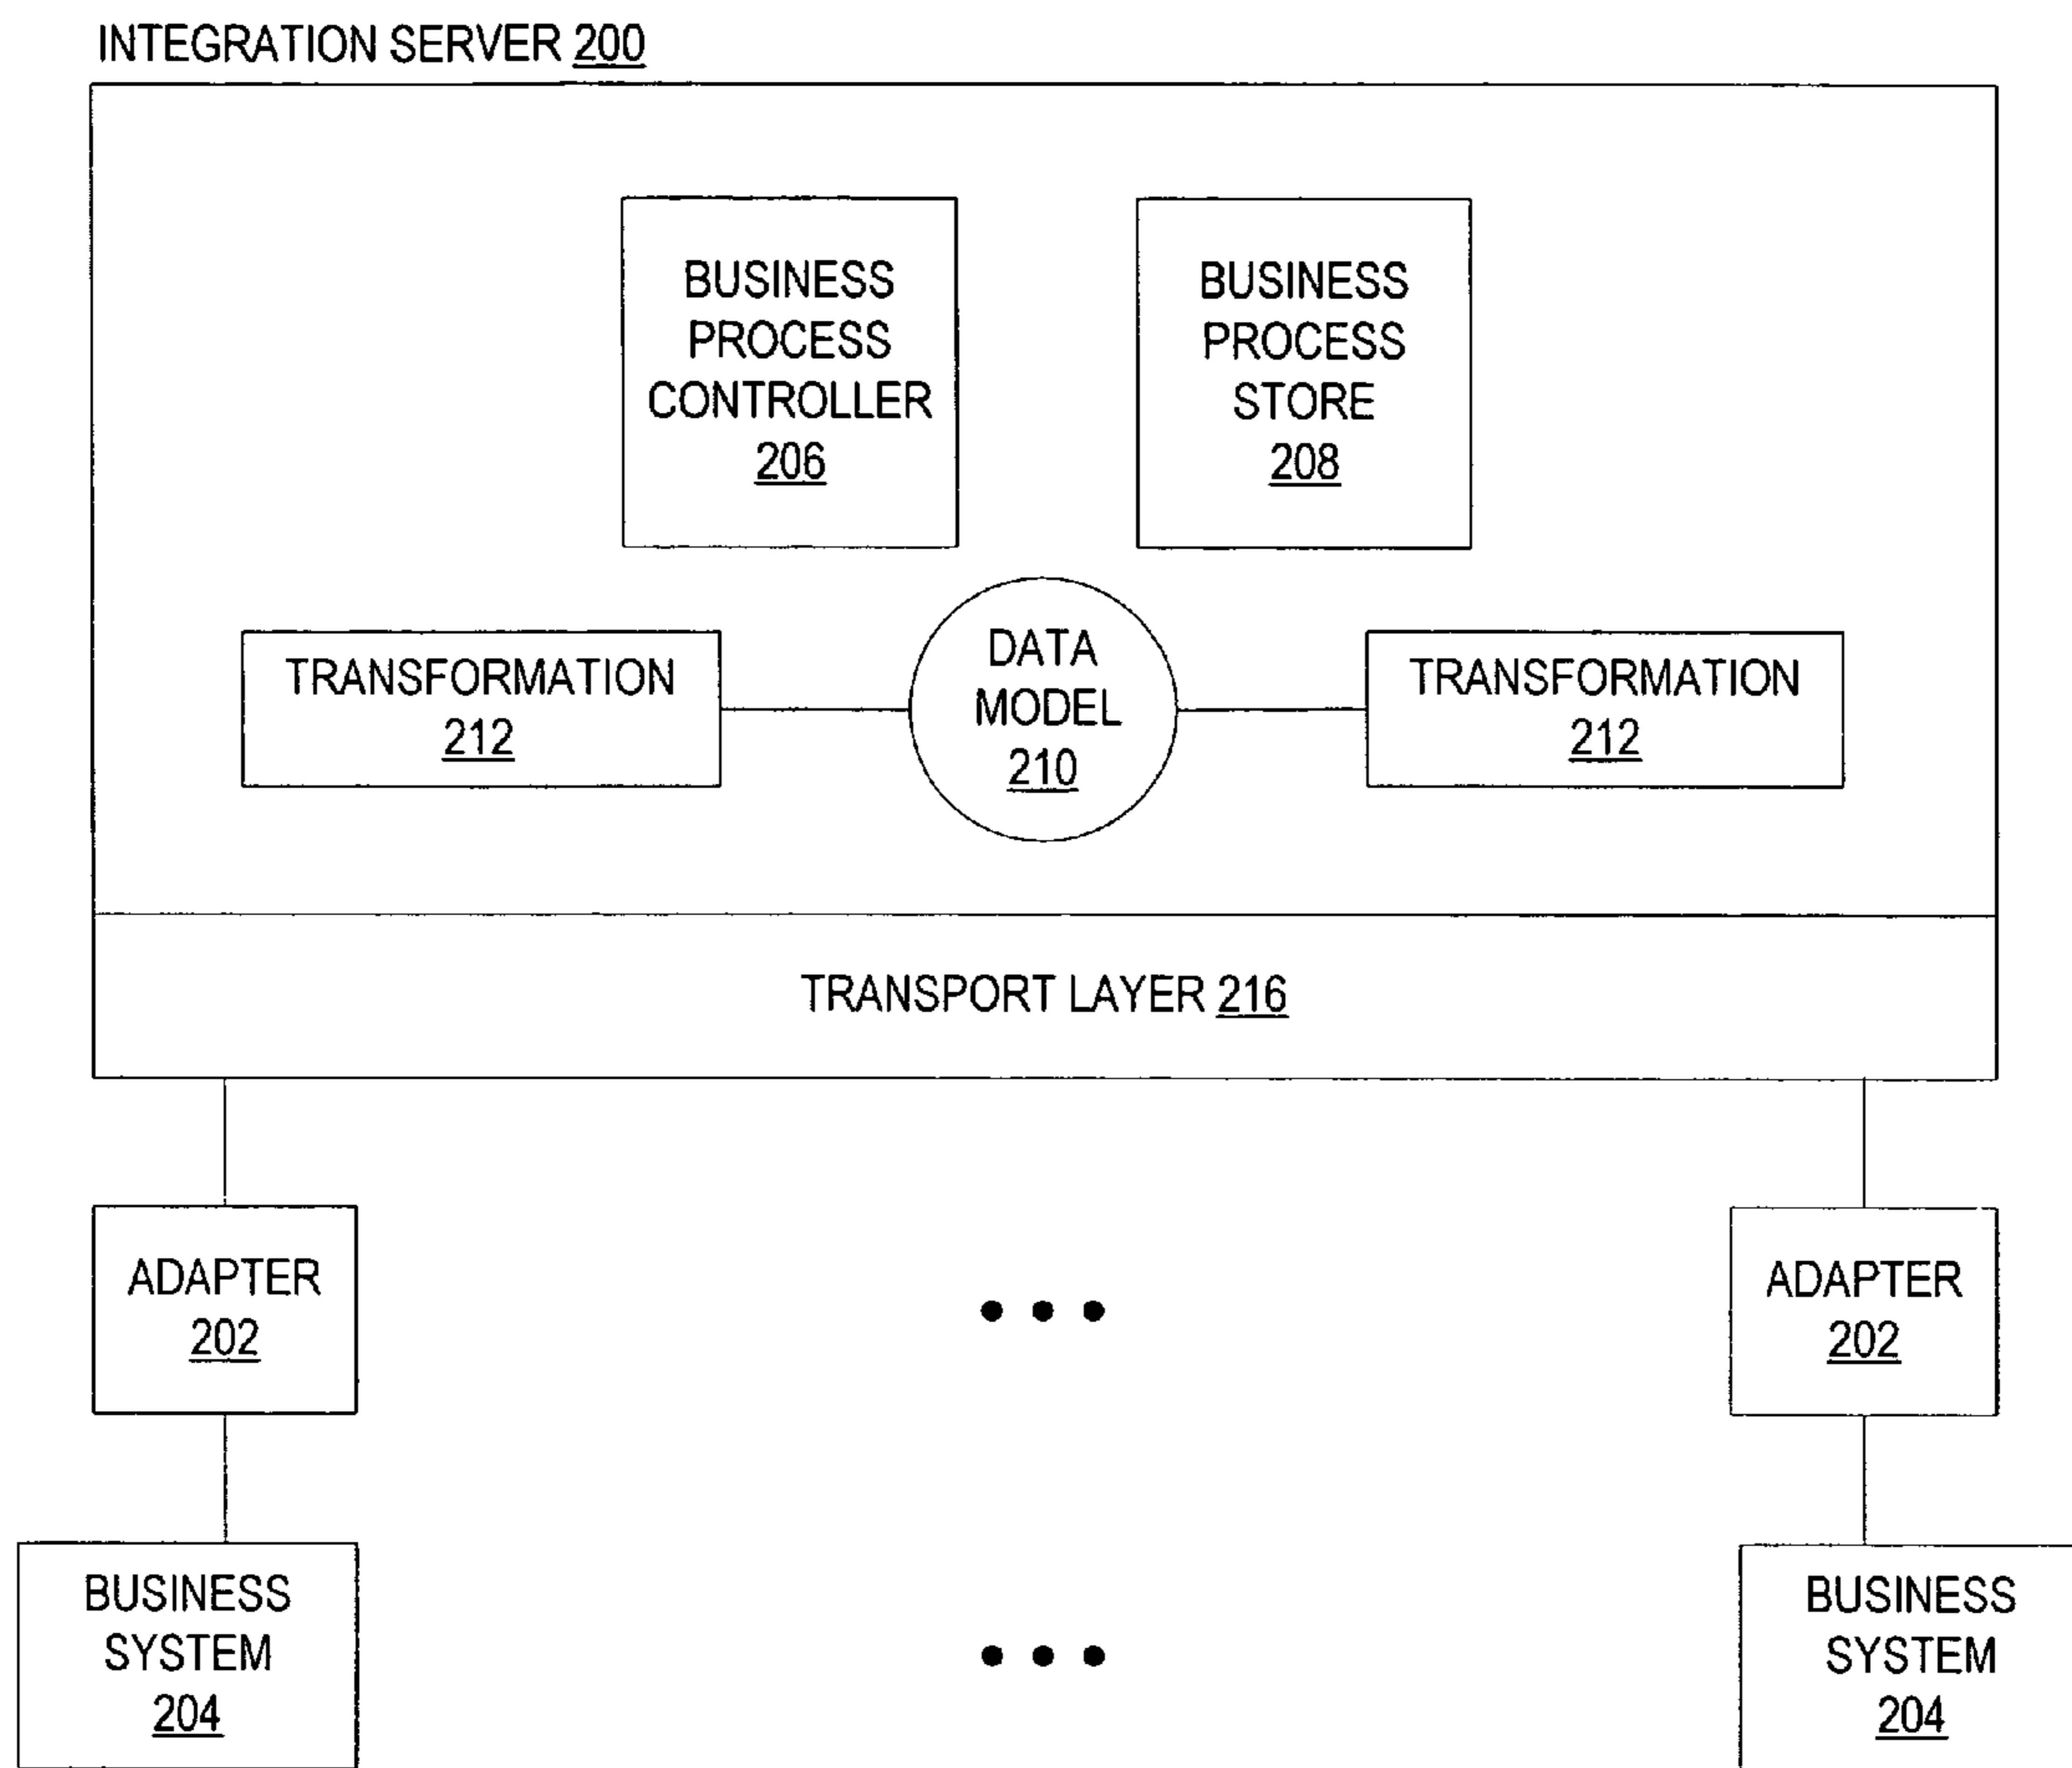 INTEGRATION SERVER 200
BUSINESS
PROCESS
CONTROLLER
206
BUSINESS
PROCESS
STORE
208
TRANSFORMATION
212
DATA
MODEL
210
TRANSFORMATION
212
TRANSPORT LAYER 216
ADAPTER
202
ADAPTER
202
BUSINESS
SYSTEM
204
BUSINESS
SYSTEM
204